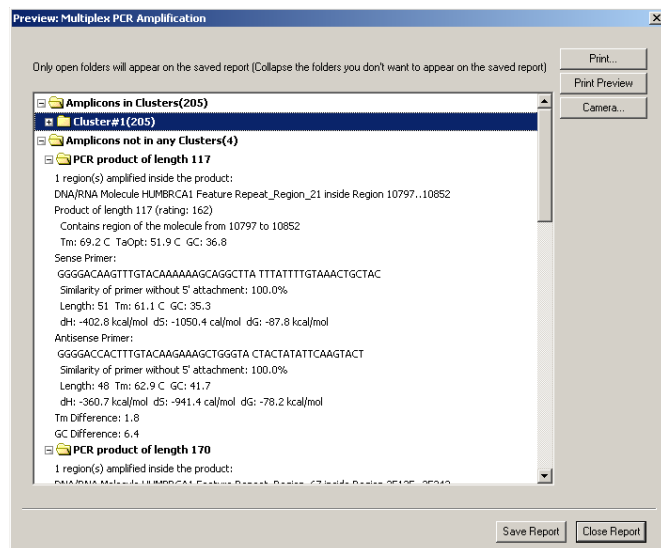 Preview: Multiplex PCR Amplification
Only open folders will appear on the saved report (Collapse the folders you don't want to appear on the saved report)
Print...
Print Preview
Camera...
Amplicons in Clusters(205)
Cluster#1(205)
Amplicons not in any Clusters(4)
PCR product of length 117
1 region(s) amplified inside the product:
DNA/RNA Molecule HUMBRCA1 Feature Repeat_Region_21 inside Region 10797..10852
Product of length 117 (rating: 162)
Contains region of the molecule from 10797 to 10852
Tm: 69.2 C TaOpt: 51.9 C GC: 36.8
Sense Primer:
GGGGACAAGTTTGTACAAAAAAGCAGGCTTA TTTATTTTGTAAACTGCTAC
Similarity of primer without 5' attachment: 100.0%
Length: 51 Tm: 61.1 C GC: 35.3
dH: -402.8 kcal/mol dS: -1050.4 cal/mol dG: -87.8 kcal/mol
Antisense Primer:
GGGGACCACTTTGTACAAGAAAGCTGGGTA CTACTATATTCAAGTACT
Similarity of primer without 5' attachment: 100.0%
Length: 48 Tm: 62.9 C GC: 41.7
dH: -360.7 kcal/mol dS: -941.4 cal/mol dG: -78.2 kcal/mol
Tm Difference: 1.8
GC Difference: 6.4
PCR product of length 170
1 region(s) amplified inside the product:
DNA/RNA Molecule HUMBRCA1 Feature Repeat_Region_67 inside Region
Save Report
Close Report